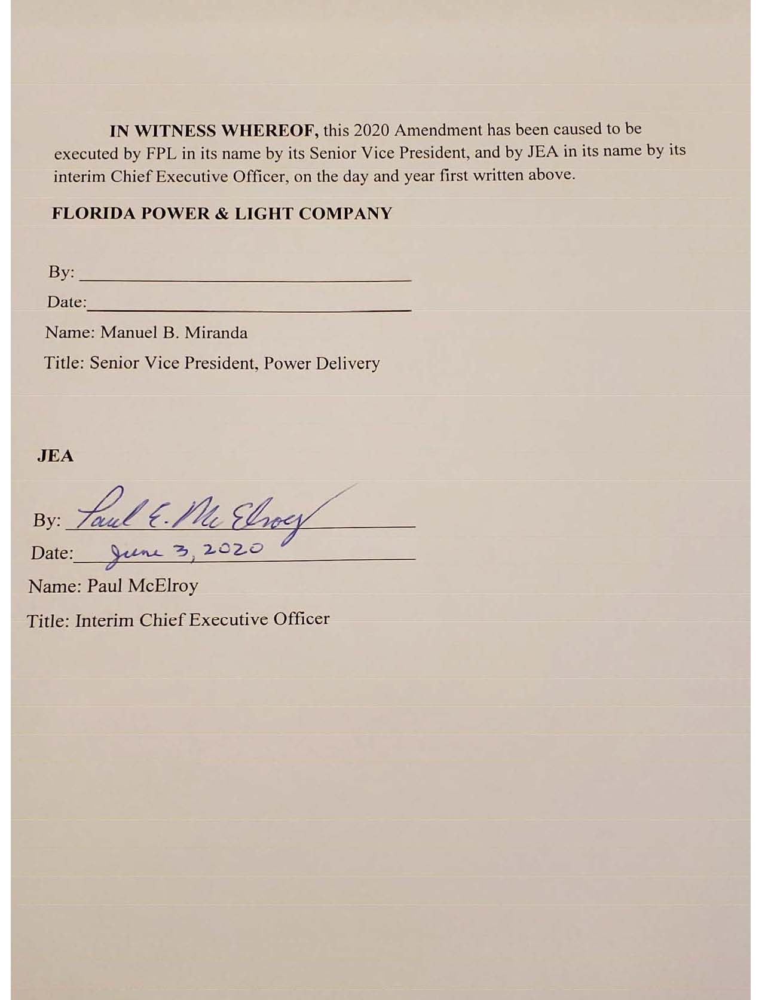 IN WITNESS WHEREOF, this 2020 Amendment has been caused to be
executed by FPL in its name by its Senior Vice President, and by JEA in its name by its
interim Chief Executive Officer, on the day and year first written above.
FLORIDA POWER & LIGHT COMPANY
By:
Date:
Name: Manuel B. Miranda
Title: Senior Vice President, Power Delivery
JEA
By: Paul E. McElroy
Date: June 3, 2020
Name: Paul McElroy
Title: Interim Chief Executive Officer